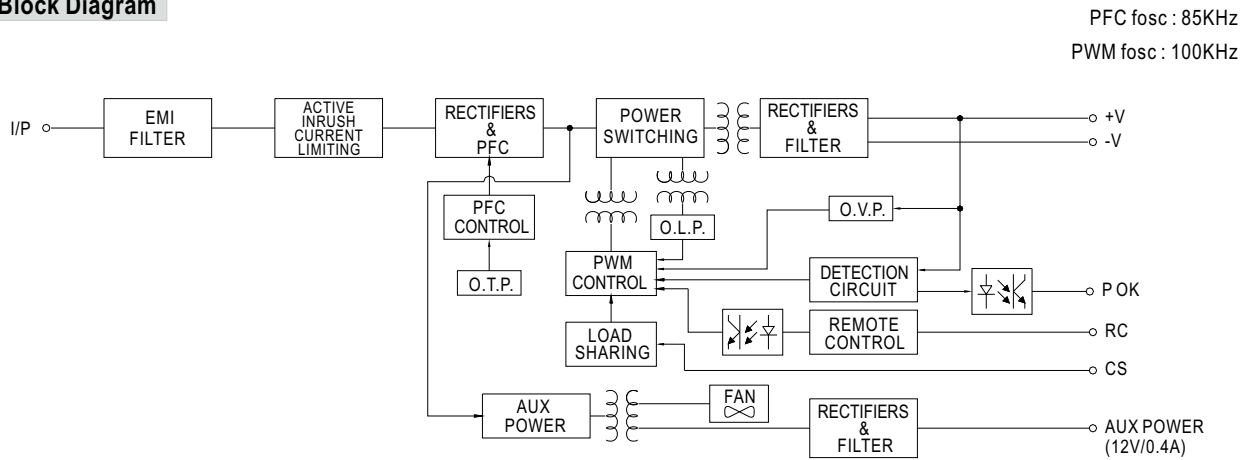 Block Diagram
PFC fosc : 85KHz
PWM fosc : 100KHz
I/P
EMI
FILTER
ACTIVE
INRUSH
CURRENT
LIMITING
RECTIFIERS
&
PFC
POWER
SWITCHING
RECTIFIERS
&
FILTER
+V
-V
PFC
CONTROL
O.L.P.
O.V.P.
O.T.P.
PWM
CONTROL
DETECTION
CIRCUIT
P OK
LOAD
SHARING
REMOTE
CONTROL
RC
CS
AUX
POWER
FAN
RECTIFIERS
&
FILTER
AUX POWER
(12V/0.4A)